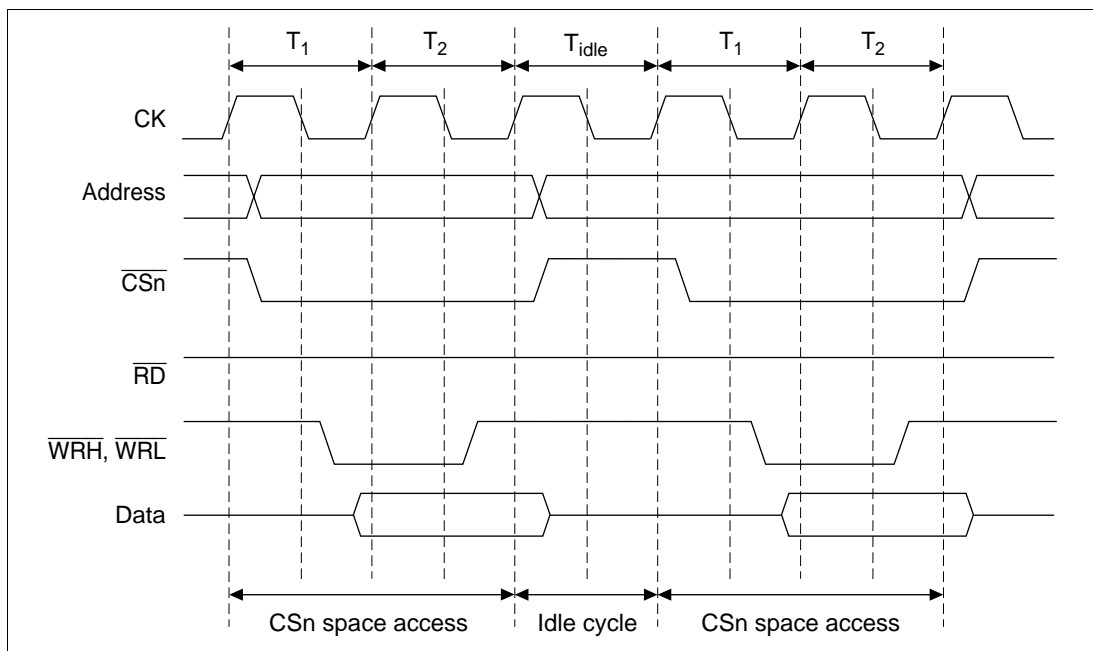 T1 T2 Tidle T1 T2
CK
Address
CSn
RD
WRH, WRL
Data
CSn space access Idle cycle CSn space access